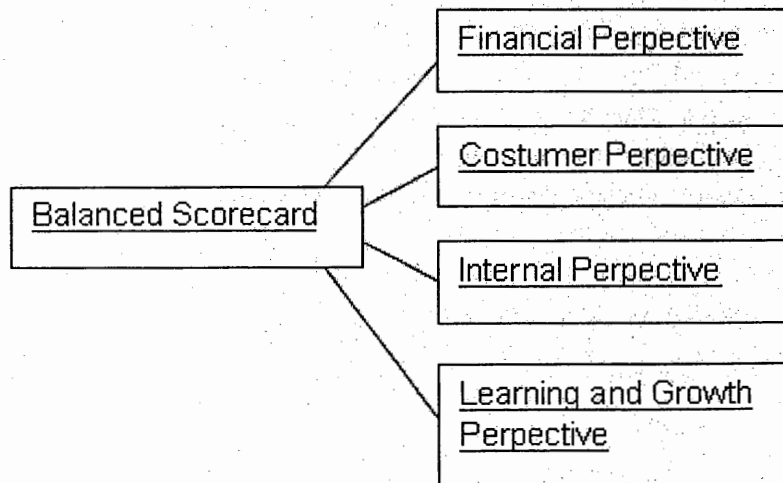 Financial Perpective
Costumer Perpective
Balanced Scorecard
Internal Perpective
Learning and Growth
Perpective